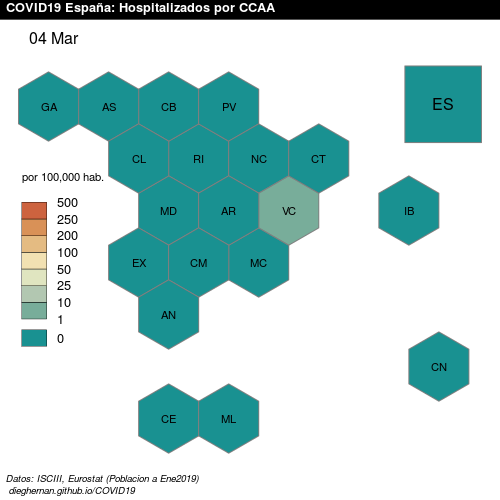 COVID19 España: Hospitalizados por CCAA
04 Mar
GA AS CB PV
ES
CL RI NC CT
por 100,000 hab.
MD AR VC IB
500
250
200
100
50
25
10
1
0
EX CM MC
AN
CN
CE ML
Datos: ISCIII, Eurostat (Poblacion a Ene2019)
dieghernan.github.io/COVID19